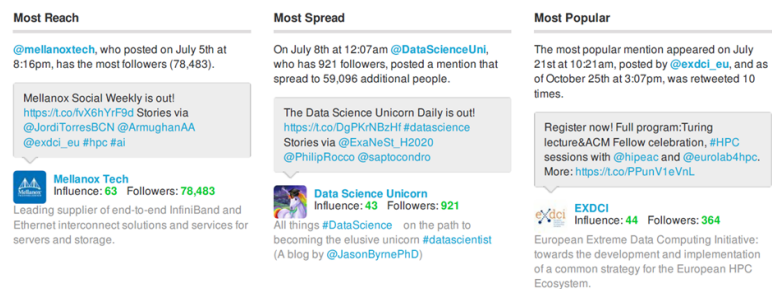 Most Reach
@mellanoxtech, who posted on July 5th at
8:16pm, has the most followers (78,483).
Mellanox Social Weekly is out!
https://t.co/fvX6hYrF9d Stories via
@JordiTorresBCN @ArmughanAA
@exdci_eu #hpc #ai
Mellanox
Mellanox Tech
Influence: 63 Followers: 78,483
Leading supplier of end-to-end InfiniBand and
Ethernet interconnect solutions and services for
servers and storage.
Most Spread
On July 8th at 12:07am @DataScienceUni,
who has 921 followers, posted a mention that
spread to 59,096 additional people.
The Data Science Unicorn Daily is out!
https://t.co/DgPKrNBzHf #datascience
Stories via @ExaNeSt_H2020
@PhilipRocco @saptocondro
Data Science Unicorn
Influence: 43 Followers: 921
All things #DataScience on the path to
becoming the elusive unicorn #datascientist
(A blog by @JasonByrnePhD)
Most Popular
The most popular mention appeared on July
21st at 10:21am, posted by @exdci_eu, and as
of October 25th at 3:07pm, was retweeted 10
times.
Register now! Full program:Turing
lecture&ACM Fellow celebration, #HPC
sessions with @hipeac and @eurolab4hpc.
More: https://t.co/PPunV1eVnL
exdci
EXDCI
Influence: 44 Followers: 364
European Extreme Data Computing Initiative:
towards the development and implementation
of a common strategy for the European HPC
Ecosystem.